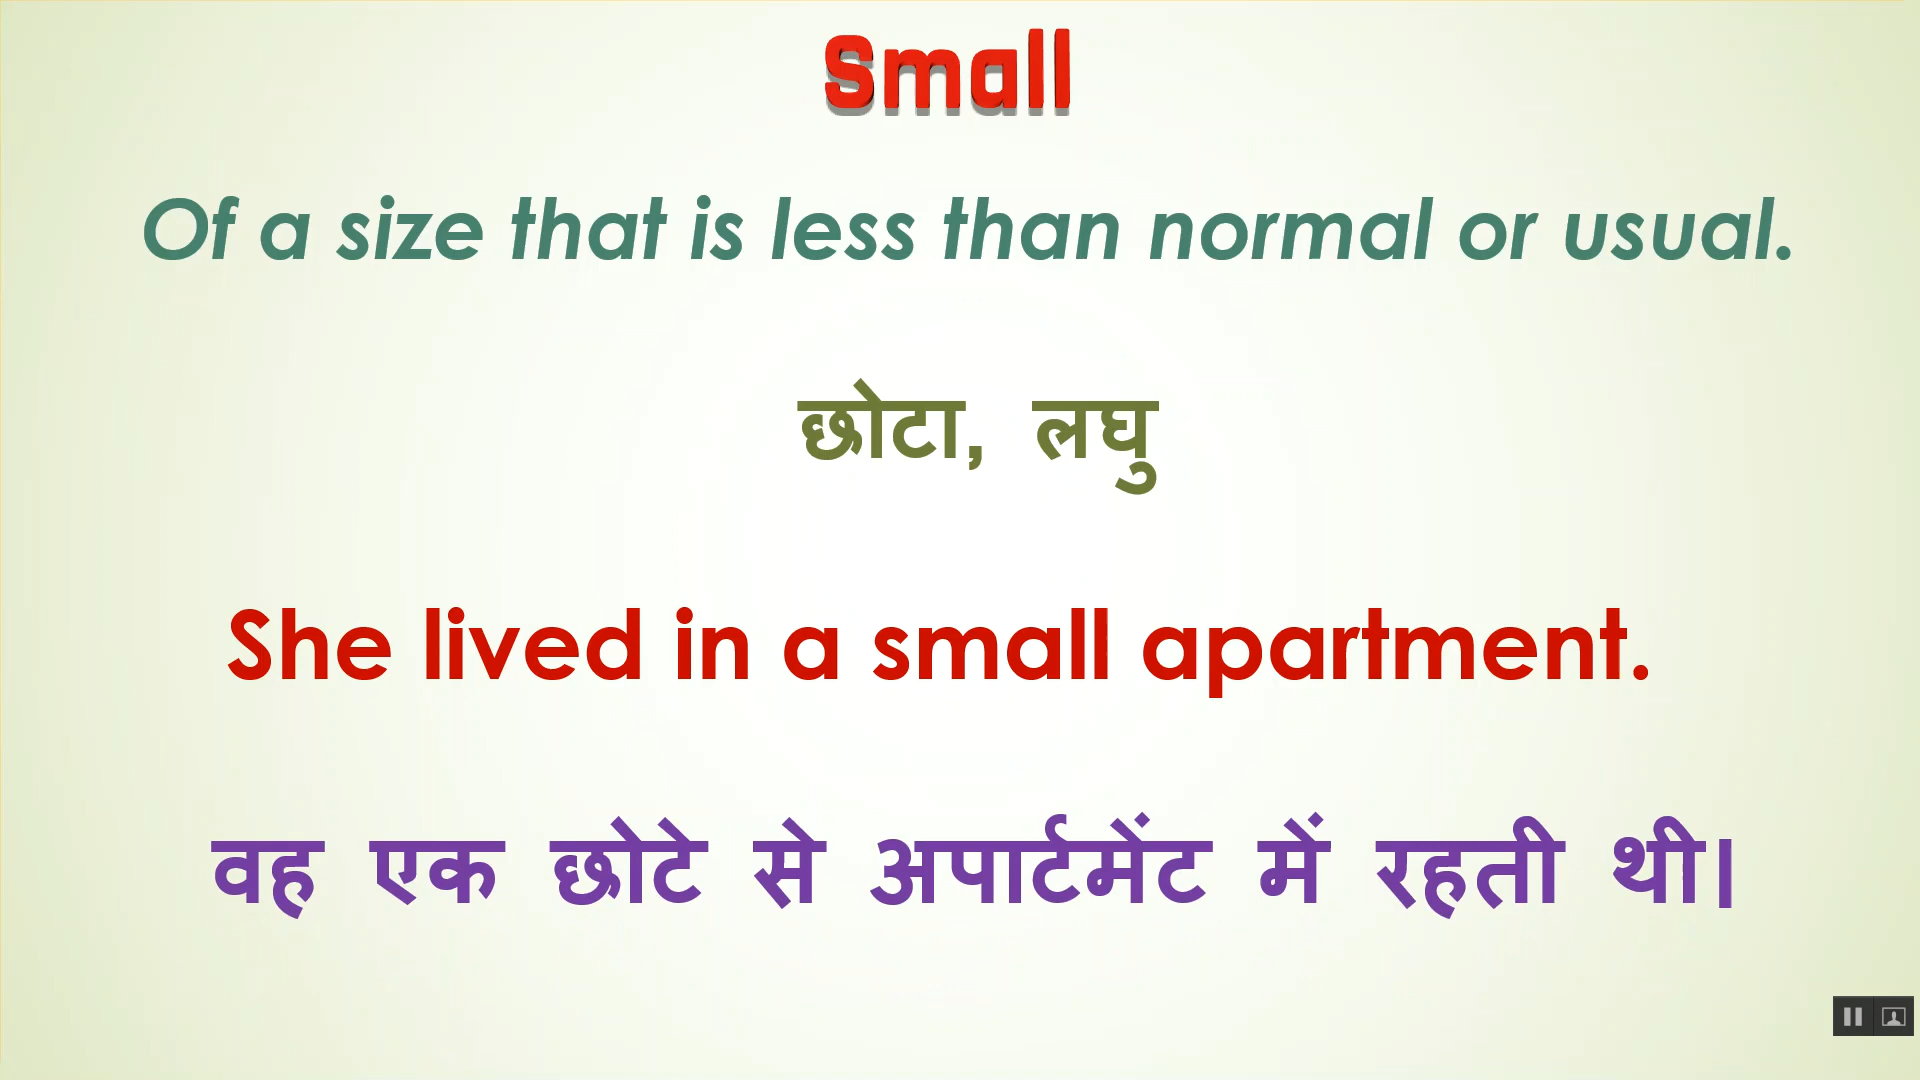 Small
Of a size that is less than normal or usual.
छोटा, लघु
She lived in a small apartment.
वह एक छोटे से अपार्टमेंट में रहती थी।